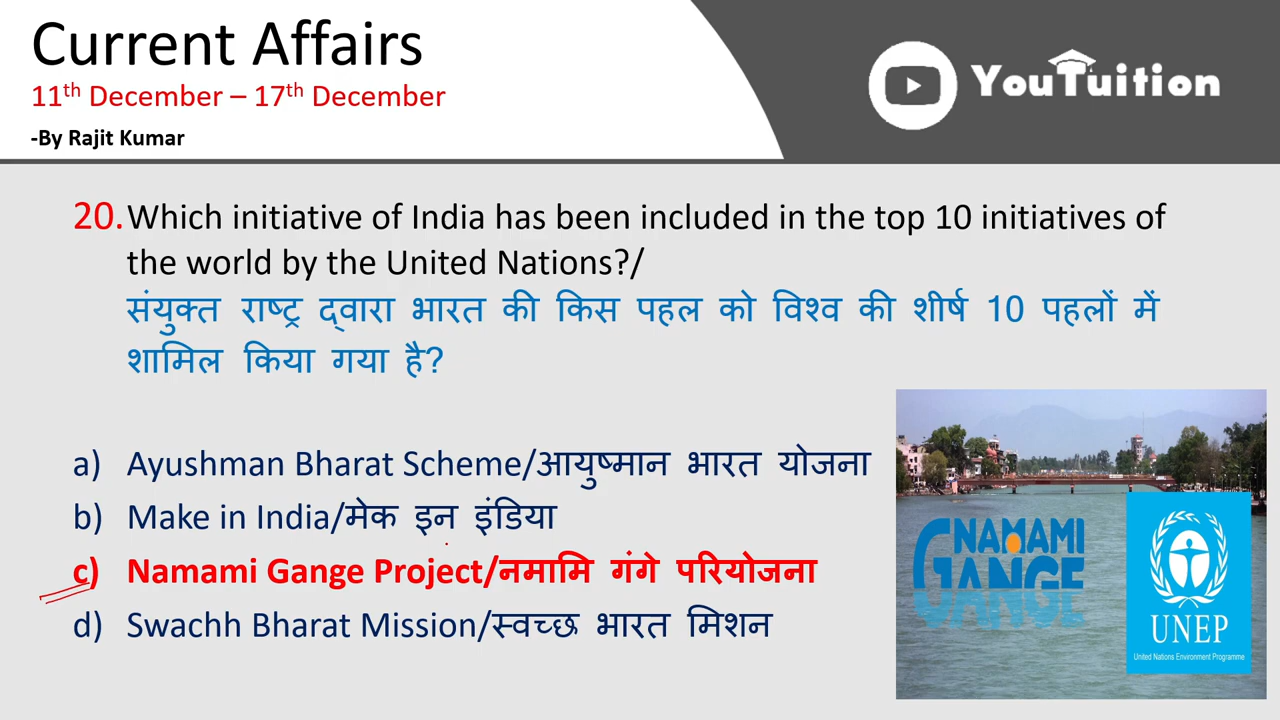 Current Affairs
11th December – 17th December
-By Rajit Kumar
YouTuition
20. Which initiative of India has been included in the top 10 initiatives of
the world by the United Nations?/
संयुक्त राष्ट्र द्वारा भारत की किस पहल को विश्व की शीर्ष 10 पहलों में
शामिल किया गया है?
a) Ayushman Bharat Scheme/आयुष्मान भारत योजना
b) Make in India/मेक इन इंडिया
c) Namami Gange Project/नमामि गंगे परियोजना
d) Swachh Bharat Mission/स्वच्छ भारत मिशन
NAMAMI
GANGE
UNEP
United Nations Environment Programme